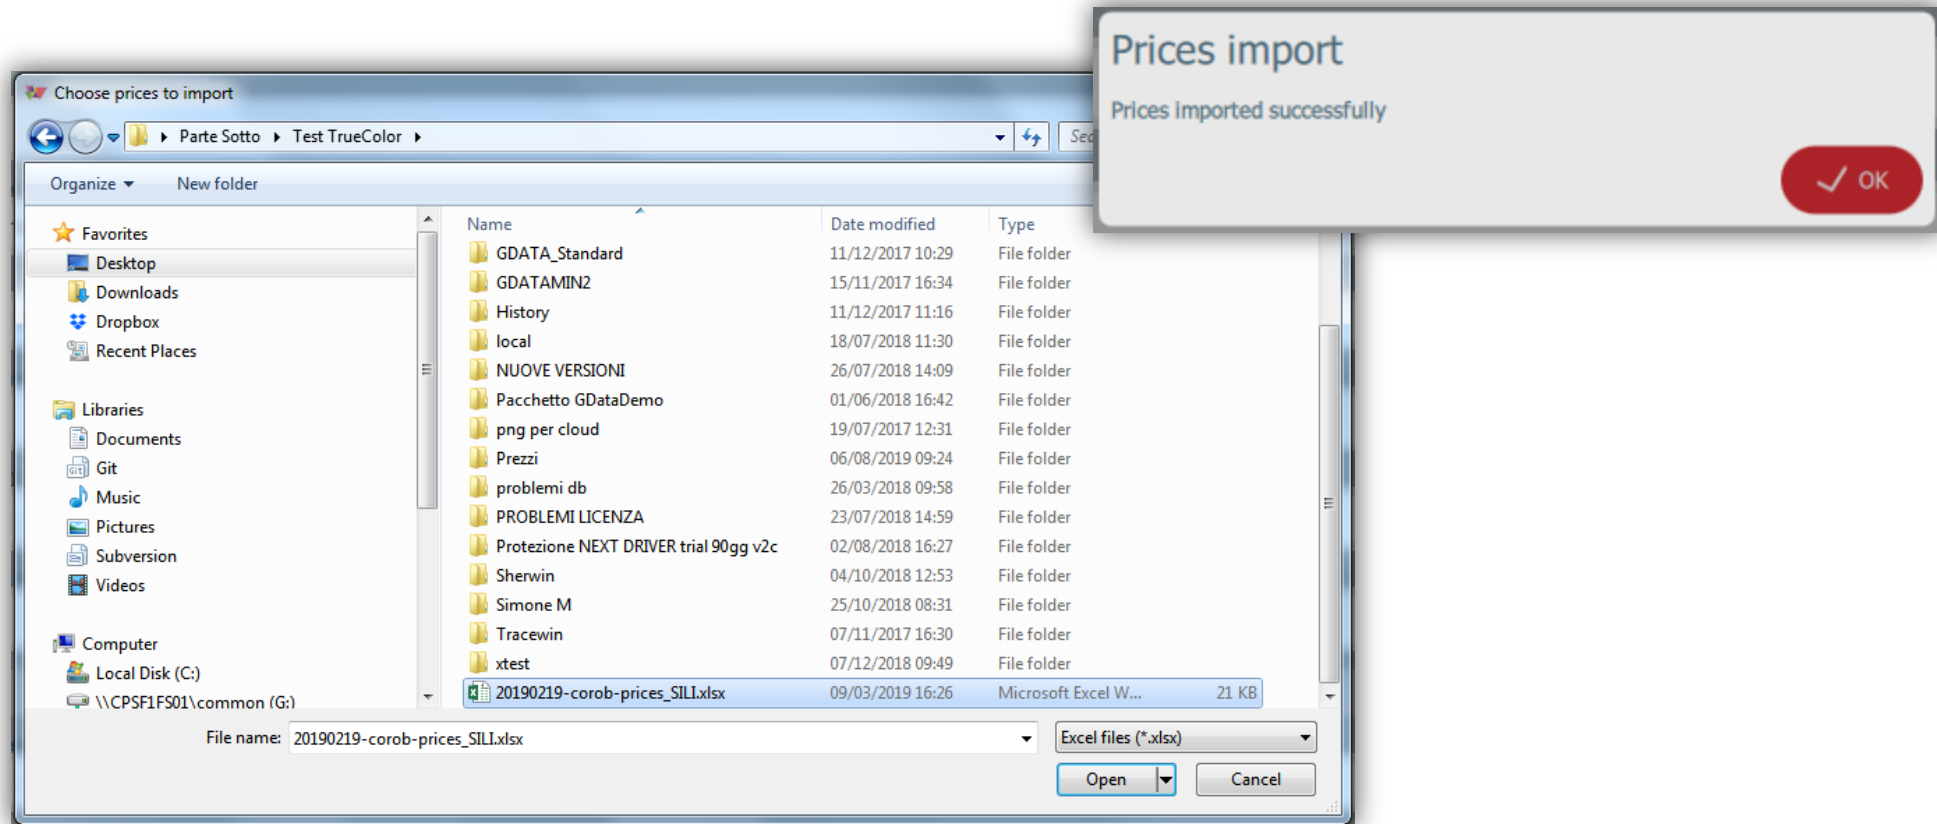 Prices import
Prices imported successfully
OK
Choose prices to import
Parte Sotto Test TrueColor
Organize New folder
Favorites
Desktop
Downloads
Dropbox
Recent Places
Libraries
Documents
Git
Music
Pictures
Subversion
Videos
Computer
Local Disk (C:)
\\CPSF1FS01\common (G:)
Name Date modified Type
GDATA_Standard 11/12/2017 10:29 File folder
GDATAMIN2 15/11/2017 16:34 File folder
History 11/12/2017 11:16 File folder
local 18/07/2018 11:30 File folder
NUOVE VERSIONI 26/07/2018 14:09 File folder
Pacchetto GDataDemo 01/06/2018 16:42 File folder
png per cloud 19/07/2017 12:31 File folder
Prezzi 06/08/2019 09:24 File folder
problemi db 26/03/2018 09:58 File folder
PROBLEMI LICENZA 23/07/2018 14:59 File folder
Protezione NEXT DRIVER trial 90gg v2c 02/08/2018 16:27 File folder
Sherwin 04/10/2018 12:53 File folder
Simone M 25/10/2018 08:31 File folder
Tracewin 07/11/2017 16:30 File folder
xtest 07/12/2018 09:49 File folder
20190219-corob-prices_SILI.xlsx 09/03/2019 16:26 Microsoft Excel W... 21 KB
File name: 20190219-corob-prices_SILI.xlsx Excel files (*.xlsx)
Open Cancel